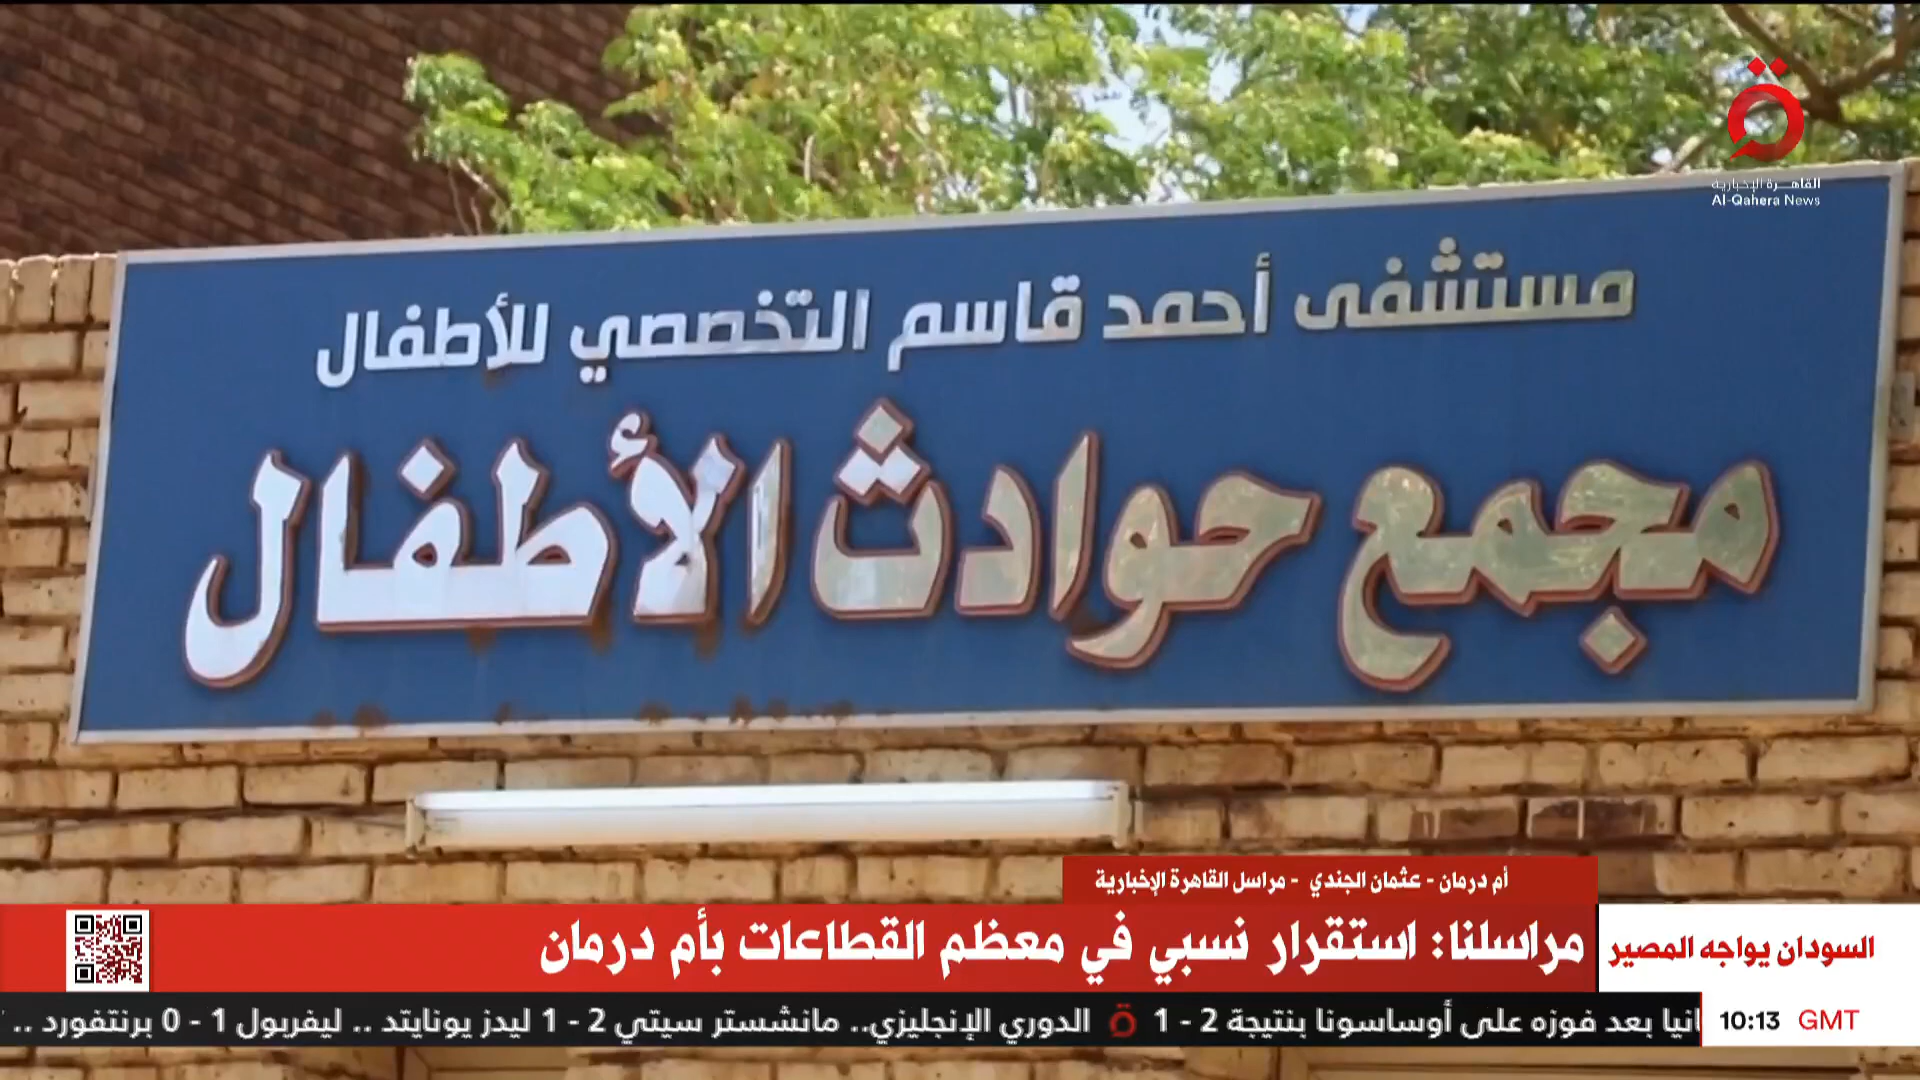 القاهرة الإخبارية
Al-Qahera News
مستشفى أحمد قاسم التخصصي للأطفال
مجمع حوادث الأطفال
أم درمان - عثمان الجندي - مراسل القاهرة الإخبارية
السودان يواجه المصير
مراسلنا: استقرار نسبي في معظم القطاعات بأم درمان
10:13 GMT
بعد فوزه على أوساسونا بنتيجة 2 - 1 الدوري الإنجليزي.. مانشستر سيتي 2 - 1 ليدز يونايتد .. ليفربول 1 - 0 برنتفورد ..